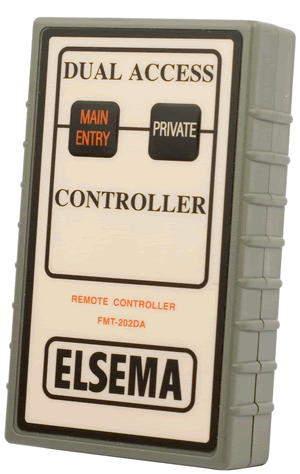 DUAL ACCESS
MAIN
ENTRY
PRIVATE
CONTROLLER
REMOTE CONTROLLER
FMT-202DA
ELSEMA